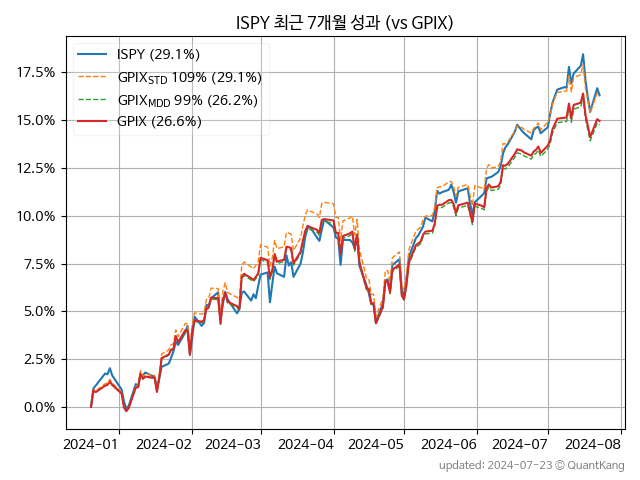 ISPY 최근 7개월 성과 (vs GPIX)
ISPY (29.1%)
GPIXSTD 109% (29.1%)
GPIXMDD 99% (26.2%)
GPIX (26.6%)
17.5%
15.0%
12.5%
10.0%
7.5%
5.0%
2.5%
0.0%
2024-01 2024-02 2024-03 2024-04 2024-05 2024-06 2024-07 2024-08
updated: 2024-07-23 © QuantKang